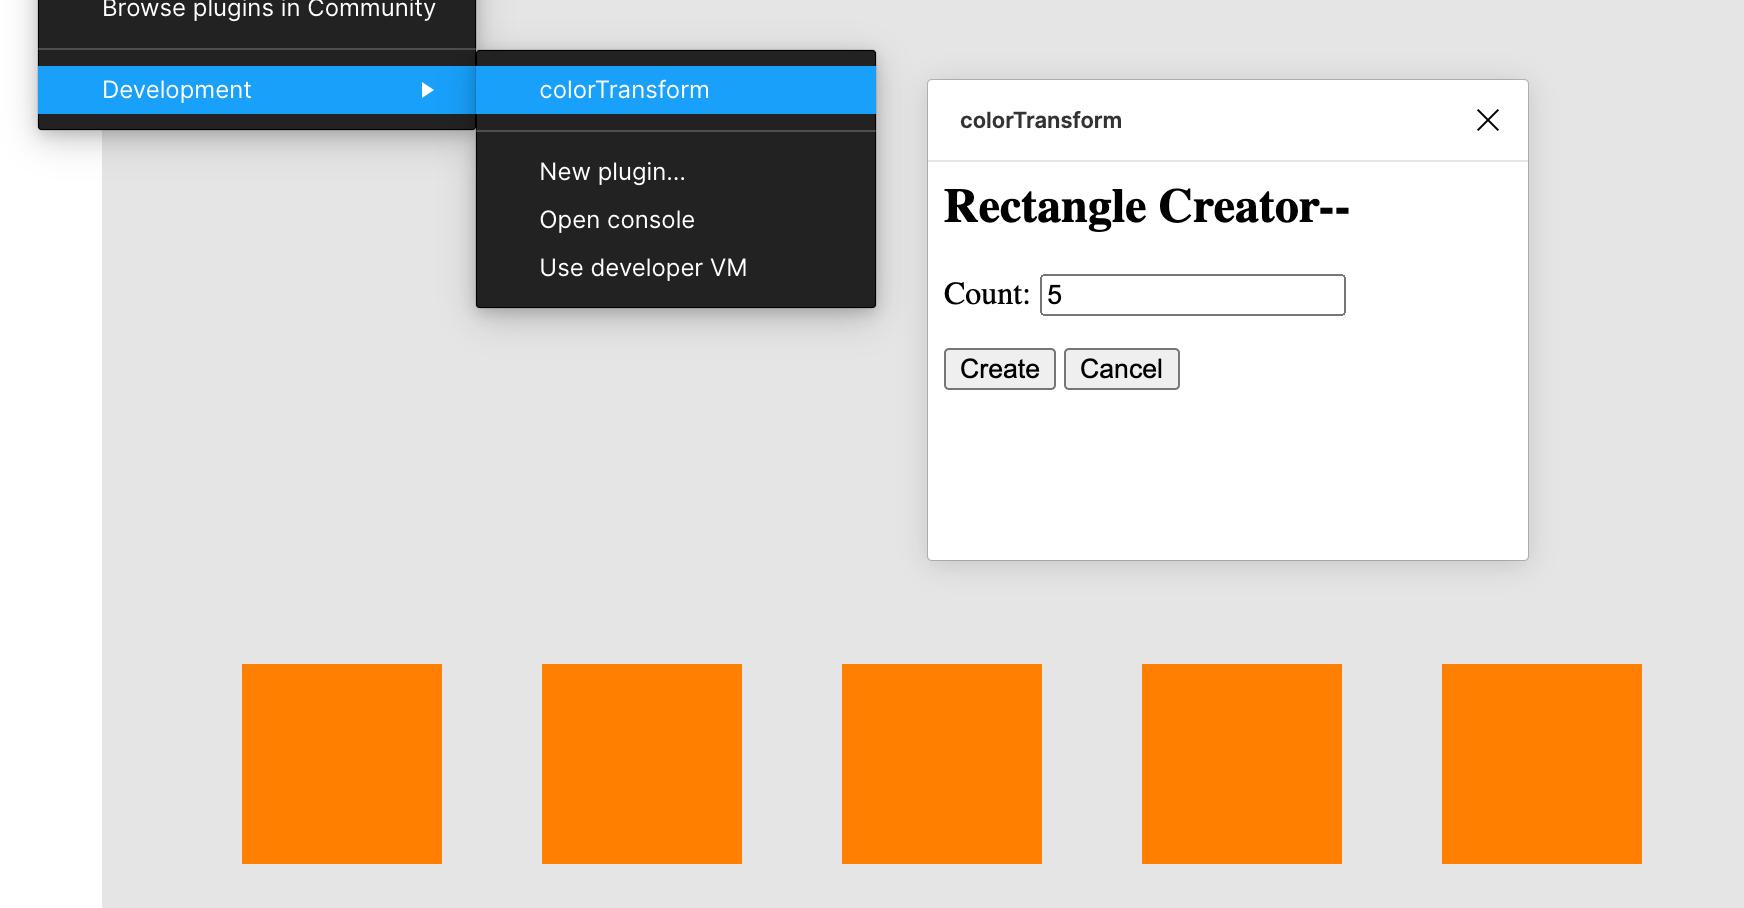 Browse plugins in Community
Development
colorTransform
New plugin...
Open console
Use developer VM
colorTransform
Rectangle Creator--
Count: 5
Create Cancel